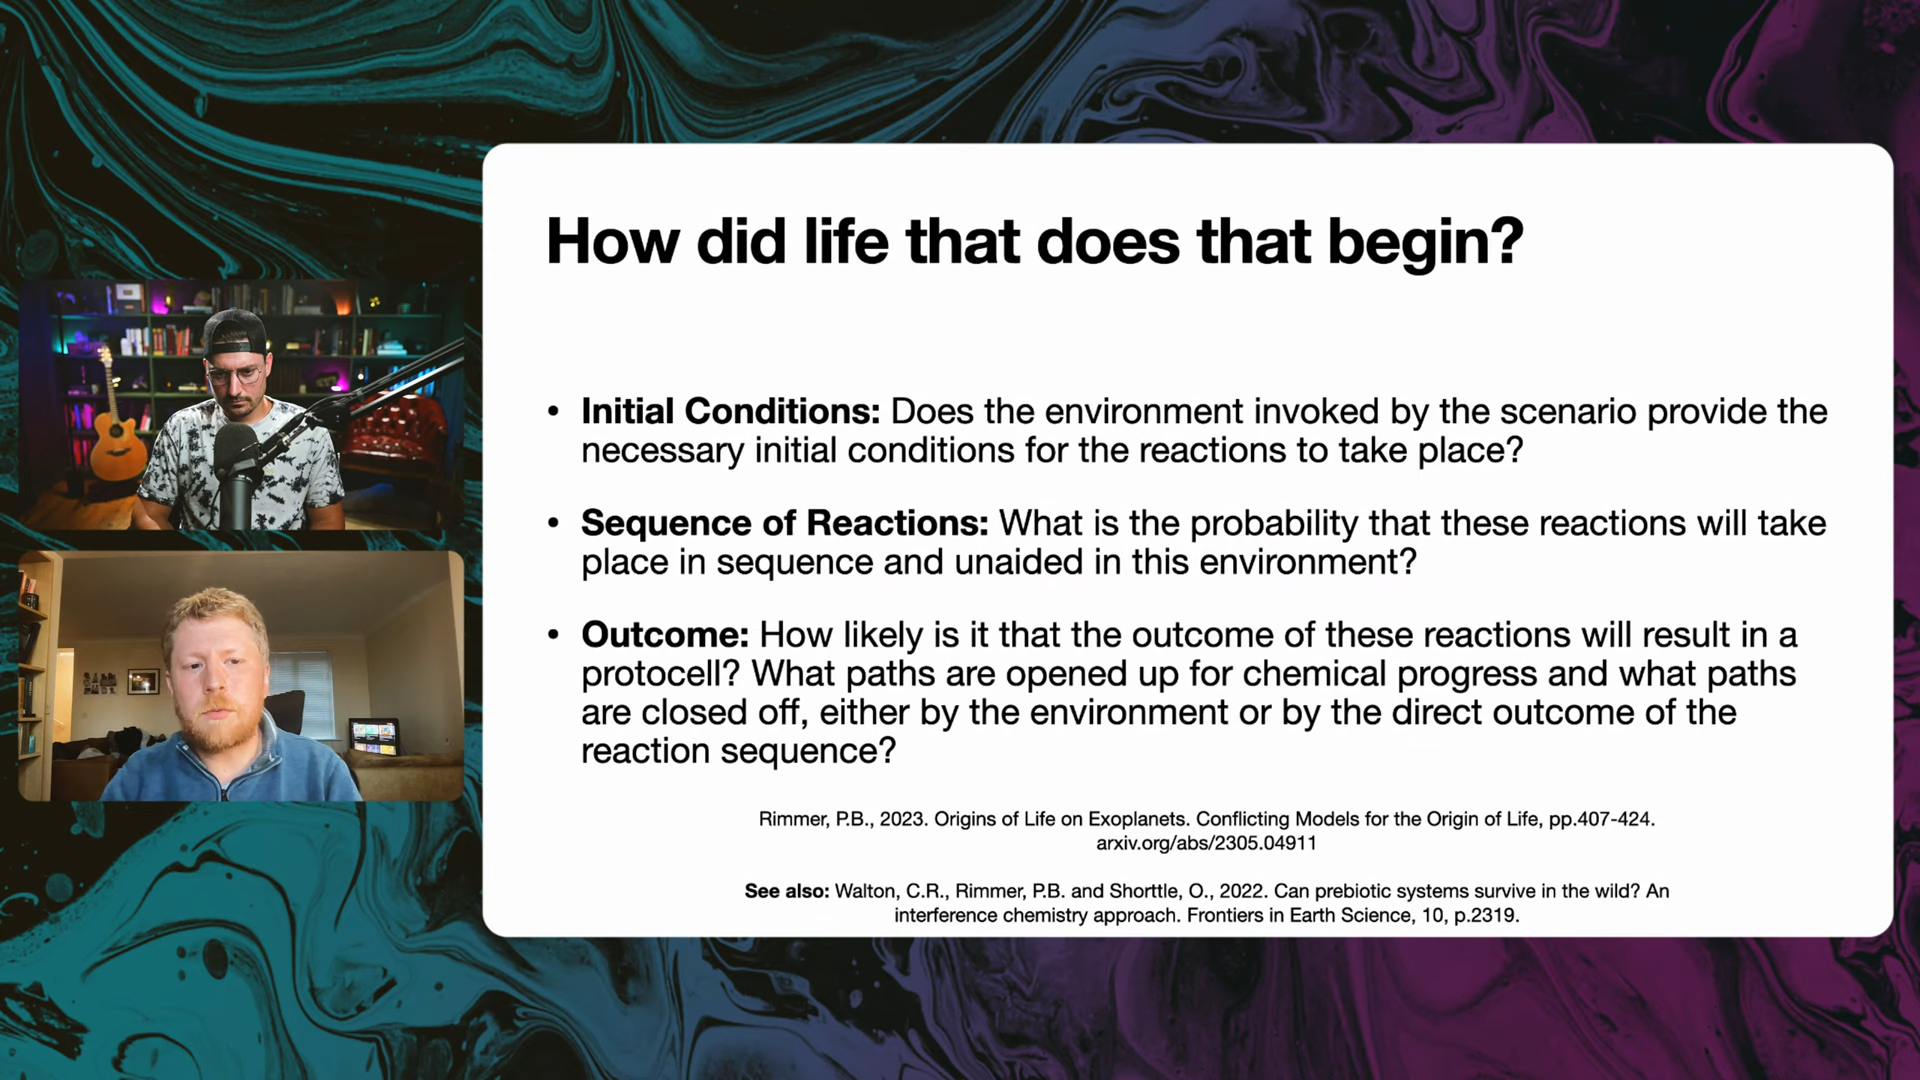 How did life that does that begin?
• Initial Conditions: Does the environment invoked by the scenario provide the
necessary initial conditions for the reactions to take place?
• Sequence of Reactions: What is the probability that these reactions will take
place in sequence and unaided in this environment?
• Outcome: How likely is it that the outcome of these reactions will result in a
protocell? What paths are opened up for chemical progress and what paths
are closed off, either by the environment or by the direct outcome of the
reaction sequence?
Rimmer, P.B., 2023. Origins of Life on Exoplanets. Conflicting Models for the Origin of Life, pp.407-424.
arxiv.org/abs/2305.04911
See also: Walton, C.R., Rimmer, P.B. and Shorttle, O., 2022. Can prebiotic systems survive in the wild? An
interference chemistry approach. Frontiers in Earth Science, 10, p.2319.